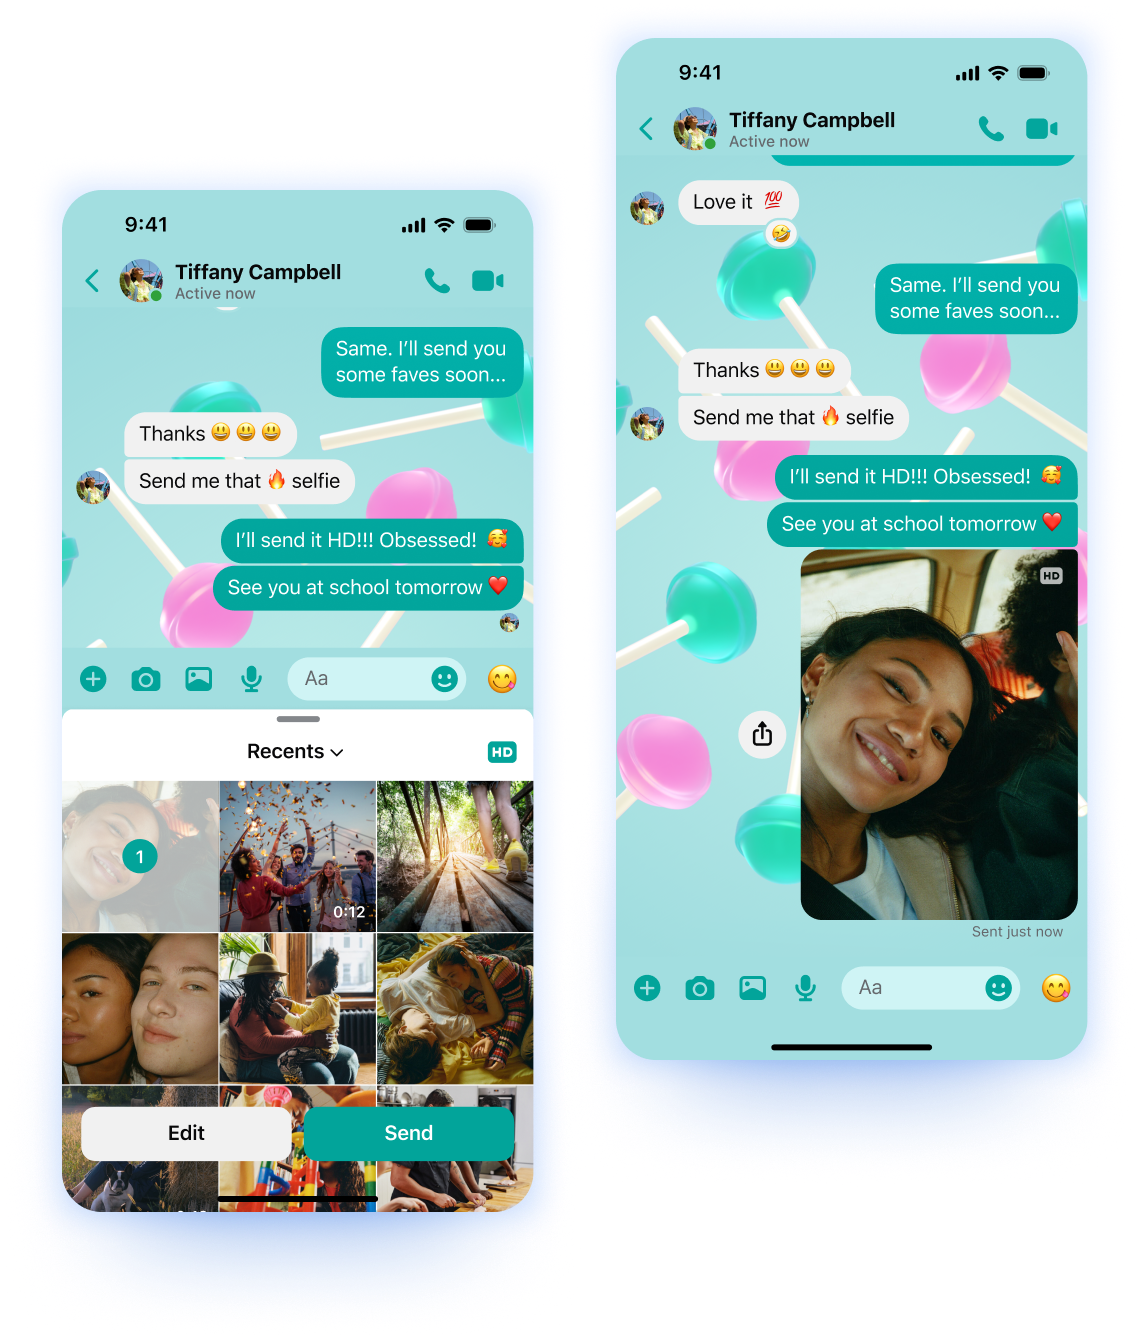 9:41
Tiffany Campbell
Active now
Same. I’ll send you
some faves soon...
Thanks 😃 😃 😃
Send me that 🔥 selfie
I’ll send it HD!!! Obsessed! 🥰
See you at school tomorrow ❤️
Aa
Recents
HD
1
0:12
Edit
Send
9:41
Tiffany Campbell
Active now
Love it 💯
Same. I’ll send you
some faves soon...
Thanks 😃 😃 😃
Send me that 🔥 selfie
I’ll send it HD!!! Obsessed! 🥰
See you at school tomorrow ❤️
HD
Sent just now
Aa